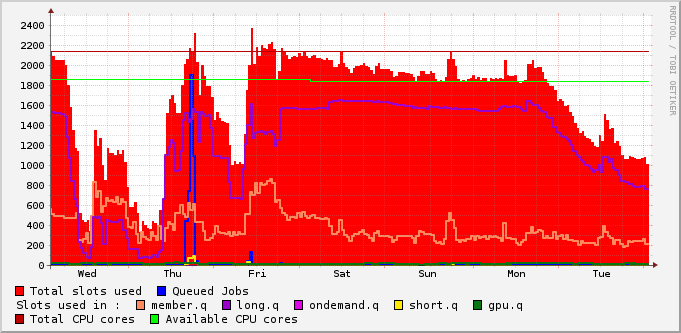 RRDTOOL / TOBI OETIKER
2400
2200
2000
1800
1600
1400
1200
1000
800
600
400
200
0
Wed Thu Fri Sat Sun Mon Tue
Total slots used Queued Jobs
Slots used in : member.q long.q ondemand.q short.q gpu.q
Total CPU cores Available CPU cores